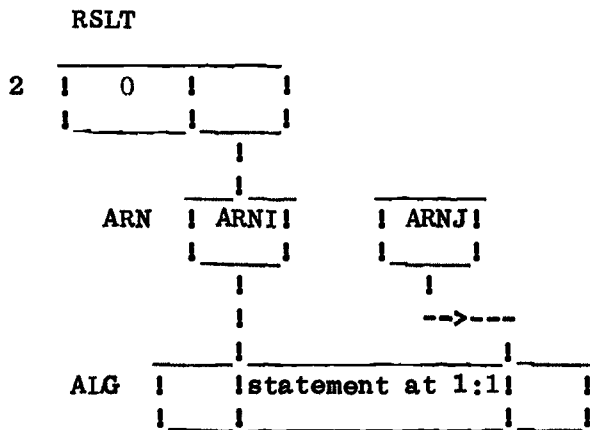 RSLT
2 0
ARN ARNI ARNJ
-->---
ALG statement at 1:1